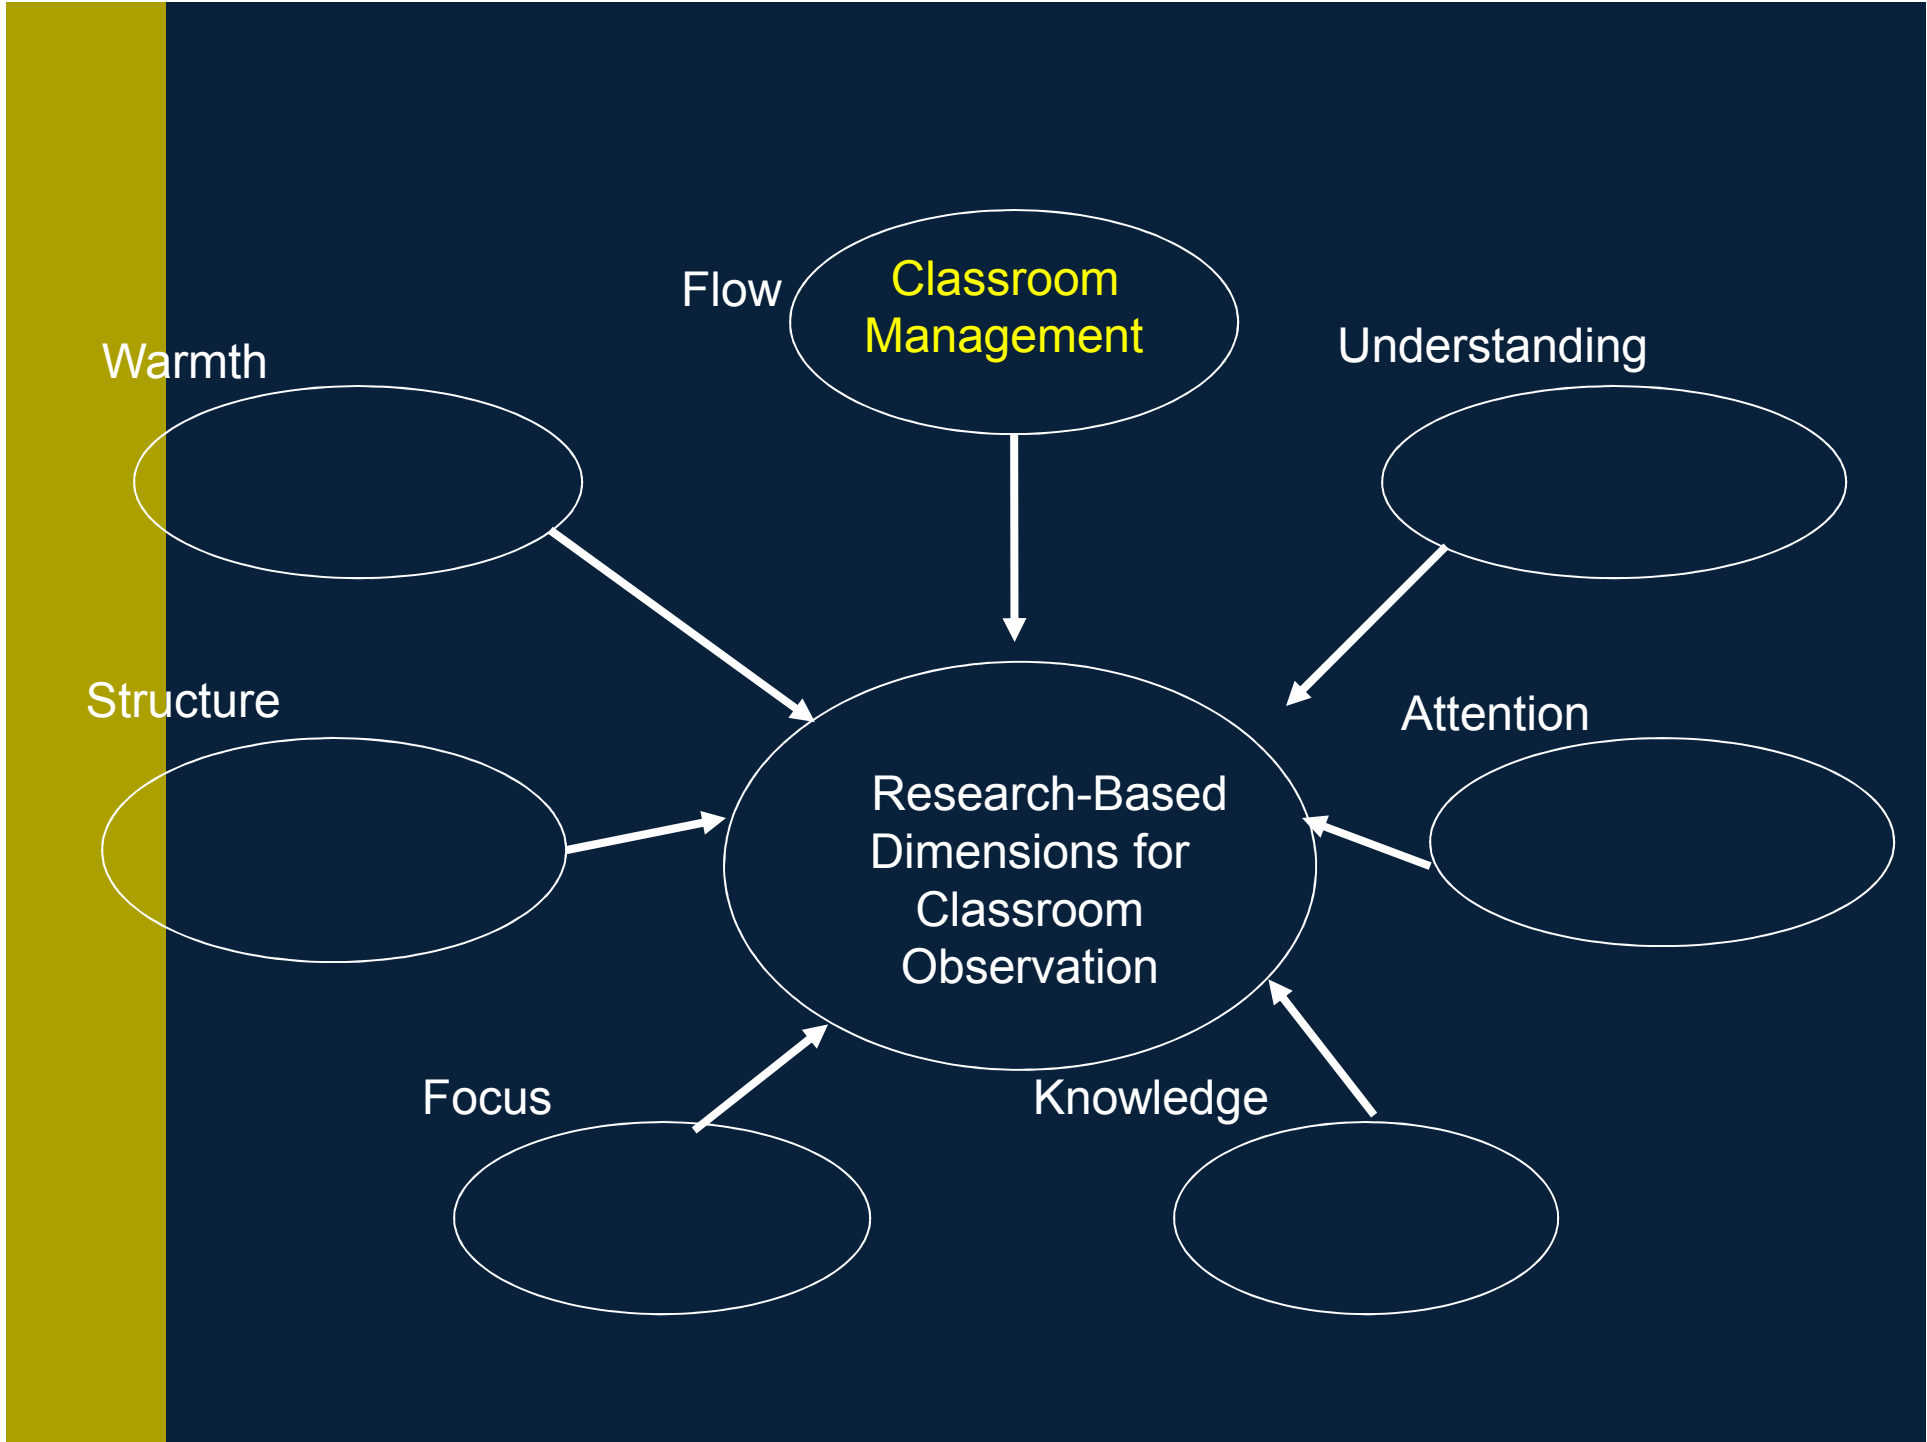 Flow
Classroom
Management
Warmth
Understanding
Structure
Attention
Research-Based
Dimensions for
Classroom
Observation
Focus
Knowledge